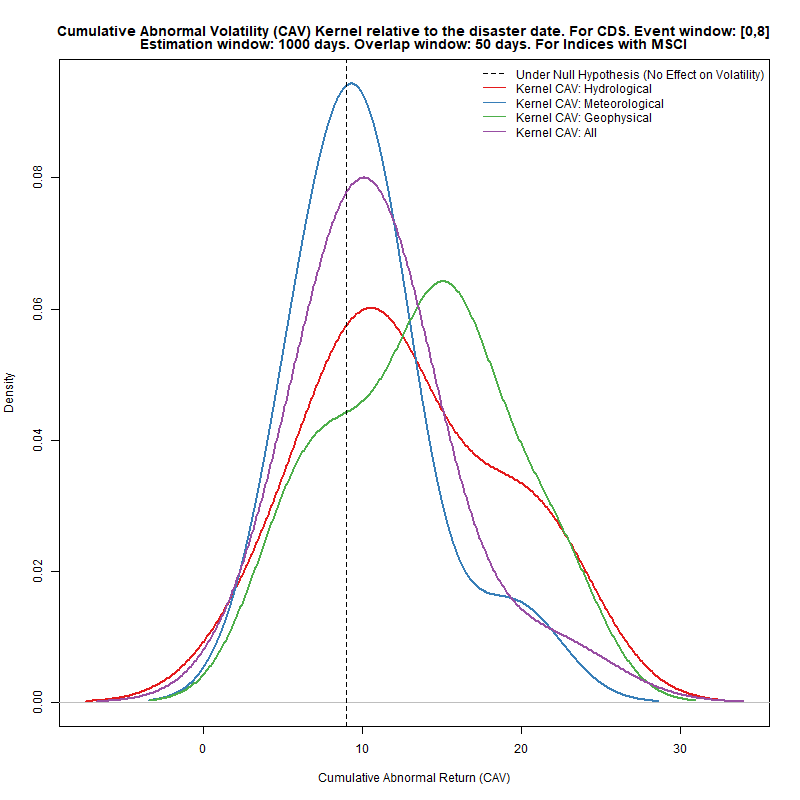 Cumulative Abnormal Volatility (CAV) Kernel relative to the disaster date. For CDS. Event window: [0,8]
Estimation window: 1000 days. Overlap window: 50 days. For Indices with MSCI
Under Null Hypothesis (No Effect on Volatility)
Kernel CAV: Hydrological
Kernel CAV: Meteorological
Kernel CAV: Geophysical
Kernel CAV: All
Density
0.08
0.06
0.04
0.02
0.00
0
10
20
30
Cumulative Abnormal Return (CAV)